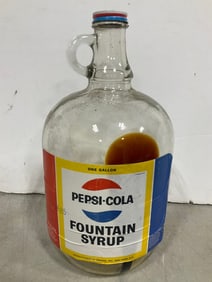 ONE GALLON
PEPSI-COLA
FOUNTAIN
SYRUP